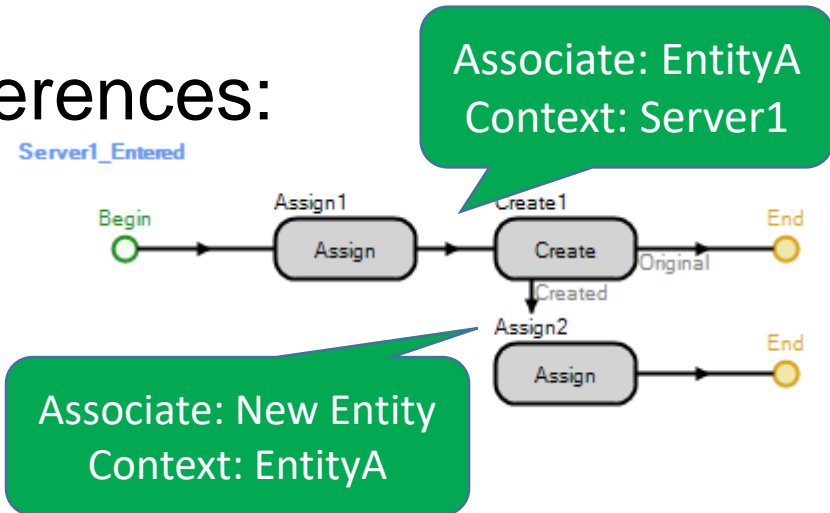 erences:
Associate: EntityA
Context: Server1
Server1_Entered
Begin
Assign1
Assign
Create1
Create
Original
End
Created
Assign2
Assign
End
Associate: New Entity
Context: EntityA